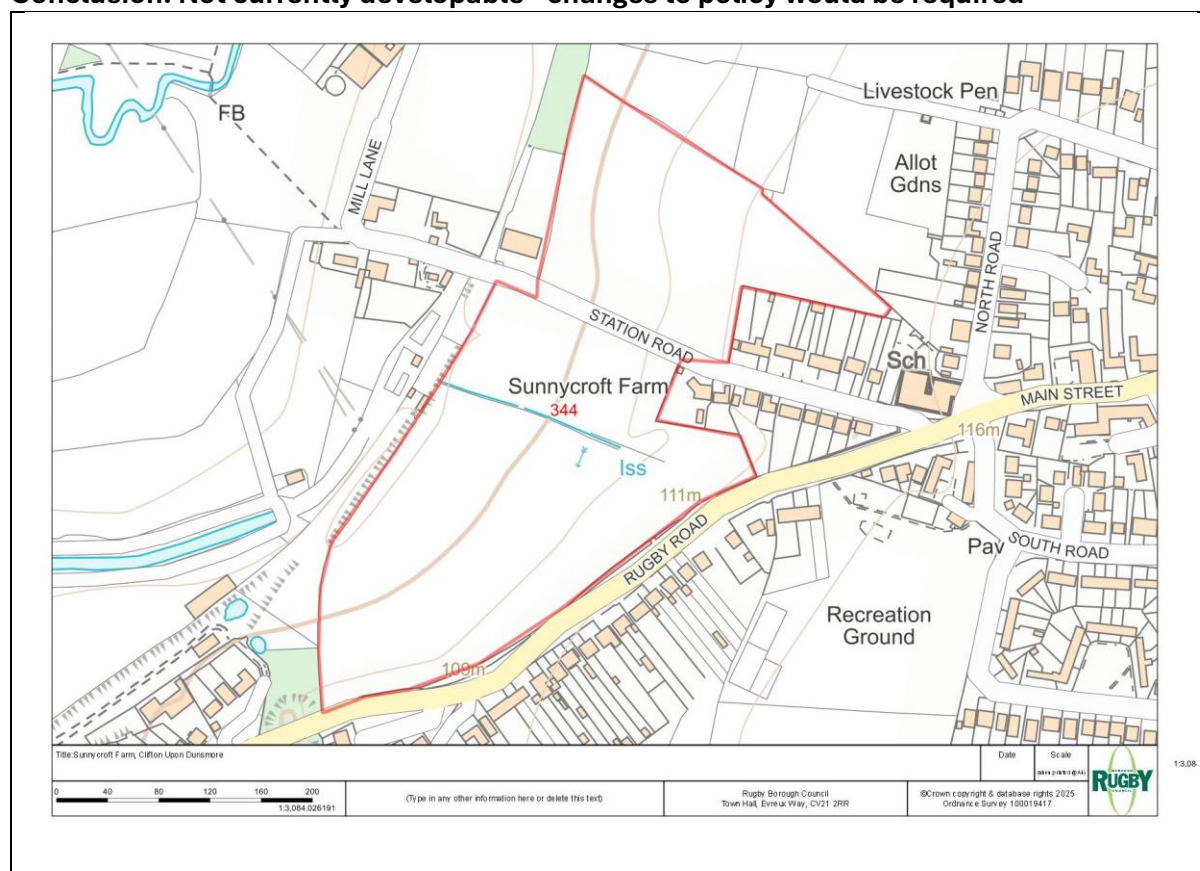 Conclusion: Not currently developable - changes to policy would be required
Livestock Pen
FB
MILL LANE
Allot
Gdns
NORTH ROAD
STATION ROAD
Sch
Sunnycroft Farm
344
MAIN STREET
116m
Iss
111m
RUGBY ROAD
Pav
SOUTH ROAD
Recreation
Ground
109m
Title:Sunnycroft Farm, Clifton Upon Dunsmore
Date
Scale
1:3,08
0 40 80 120 160 200
1:3,084.026191
(Type in any other information here or delete this text)
Rugby Borough Council
Town Hall, Evreux Way, CV21 2RR
©Crown copyright & database rights 2025
Ordnance Survey 100019417
RUGBY